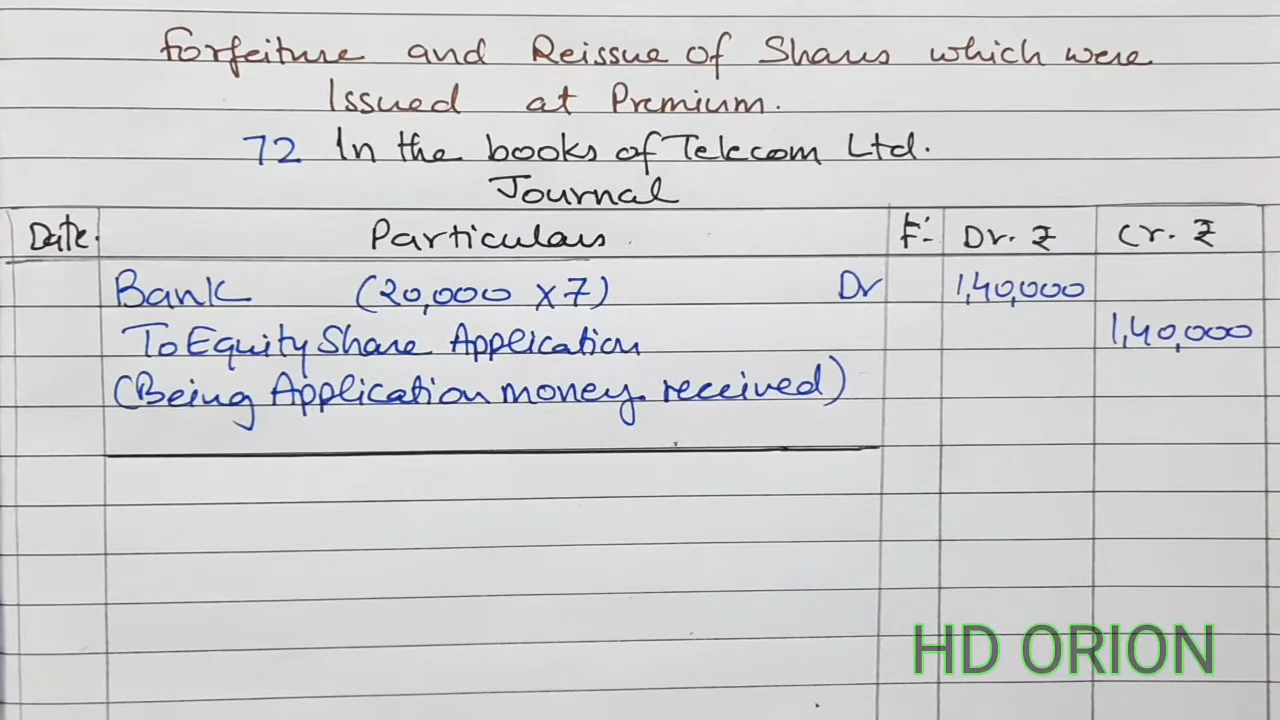 Forfeiture and Reissue of Shares which were
Issued at Premium.
72 In the books of Telecom Ltd.
Journal
Date. Particulars F. Dr. ₹ Cr. ₹
Bank (20,000 x7) Dr 1,40,000
To Equity Share Application 1,40,000
(Being Application money received)
HD ORION